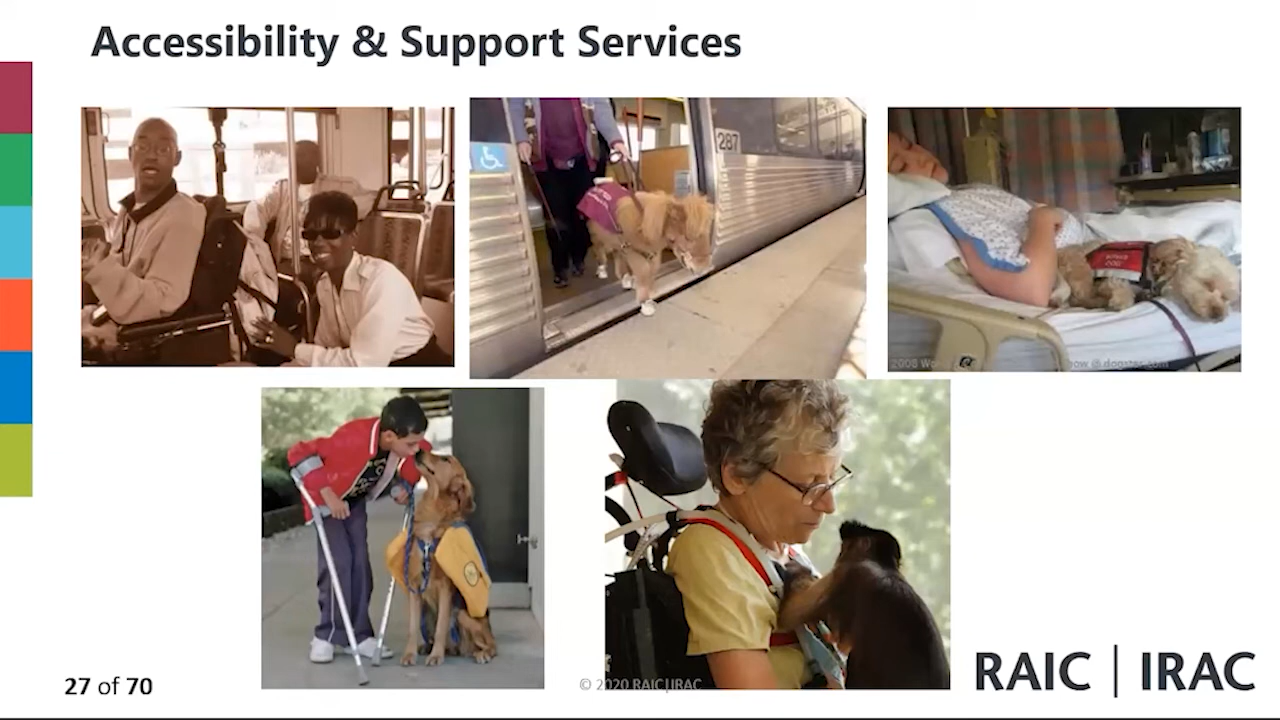 Accessibility & Support Services
287
27 of 70
© 2020 RAIC|IRAC
RAIC | IRAC